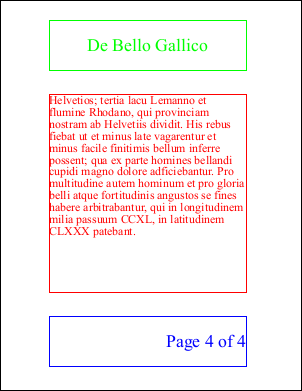 De Bello Gallico
Helvetios; tertia lacu Lemanno et
flumine Rhodano, qui provinciam
nostram ab Helvetiis dividit. His rebus
fiebat ut et minus late vagarentur et
minus facile finitimis bellum inferre
possent; qua ex parte homines bellandi
cupidi magno dolore adficiebantur. Pro
multitudine autem hominum et pro gloria
belli atque fortitudinis angustos se fines
habere arbitrabantur, qui in longitudinem
milia passuum CCXL, in latitudinem
CLXXX patebant.
Page 4 of 4